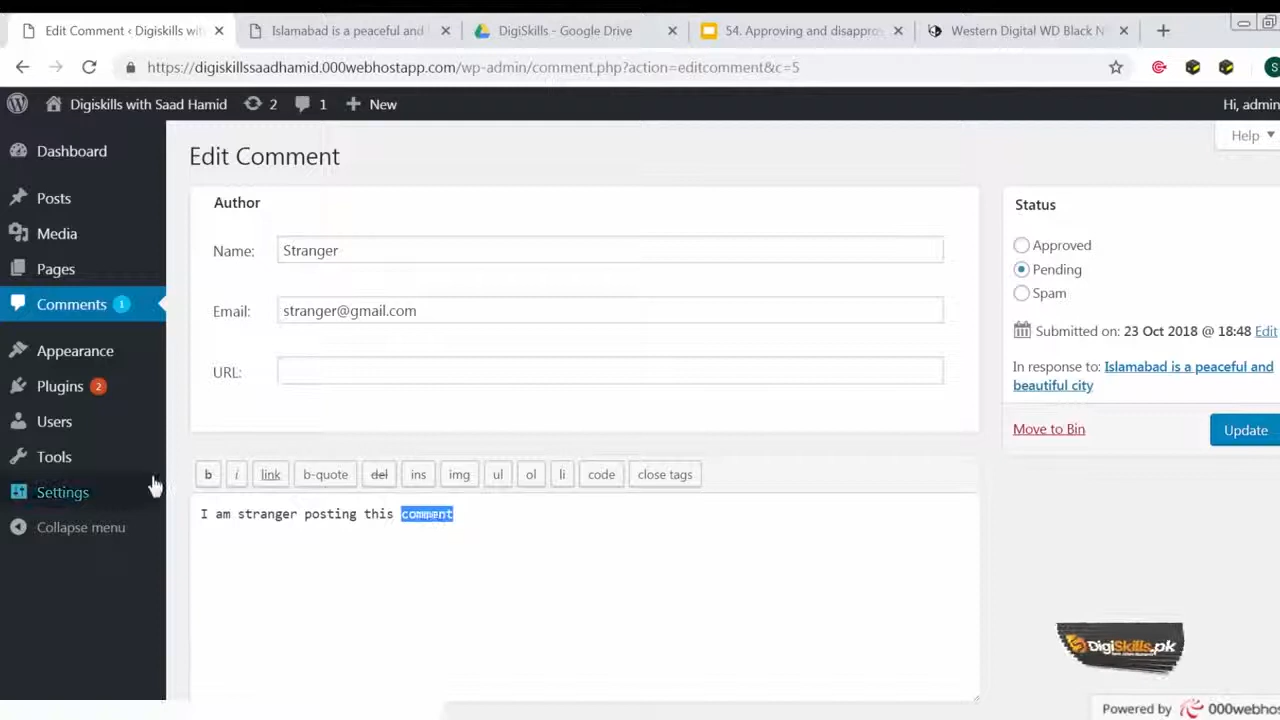 Edit Comment ‹ Digiskills wit
Islamabad is a peaceful and
DigiSkills - Google Drive
54. Approving and disappro
Western Digital WD Black N
https://digiskillssaadhamid.000webhostapp.com/wp-admin/comment.php?action=editcomment&c=5
S
Digiskills with Saad Hamid 2 1 New
Hi, admin
Help
Dashboard
Posts
Media
Pages
Comments 1
Appearance
Plugins 2
Users
Tools
Settings
Collapse menu
Edit Comment
Author
Name: Stranger
Email: stranger@gmail.com
URL:
b i link b-quote del ins img ul ol li code close tags
I am stranger posting this comment
Status
Approved
Pending
Spam
Submitted on: 23 Oct 2018 @ 18:48 Edit
In response to: Islamabad is a peaceful and
beautiful city
Move to Bin
Update
DigiSkills.pk
Powered by 000webhos